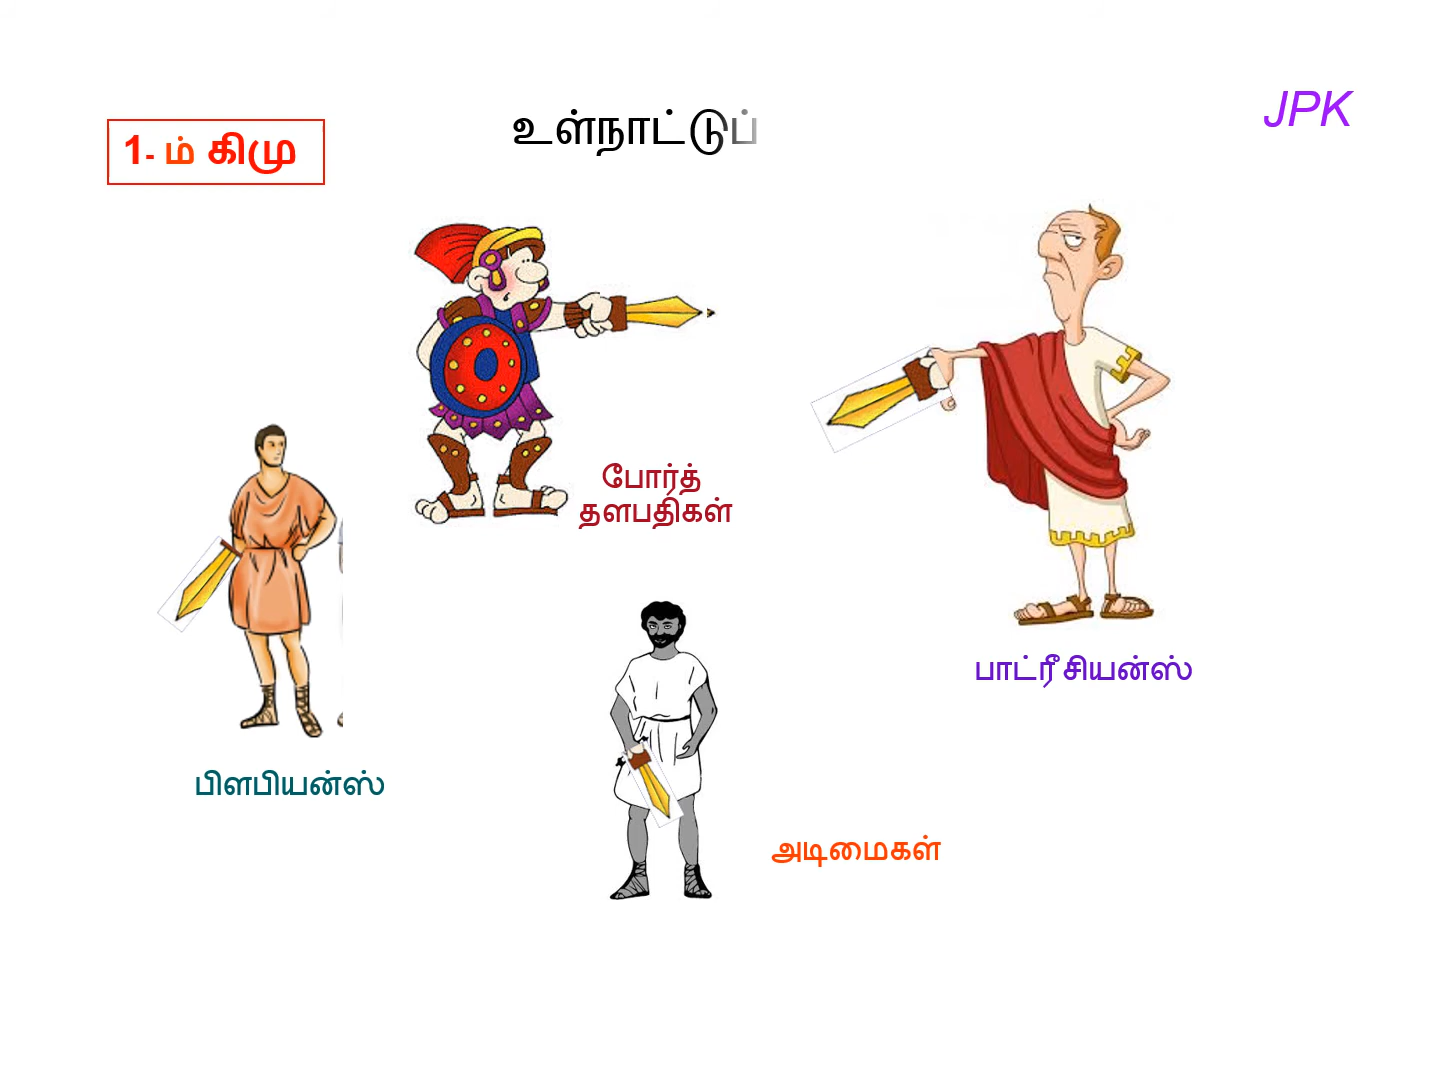 1- ம் கிமு
உள்நாட்டுப்
JPK
போர்த்
தளபதிகள்
பாட்ரீசியன்ஸ்
பிளபியன்ஸ்
அடிமைகள்